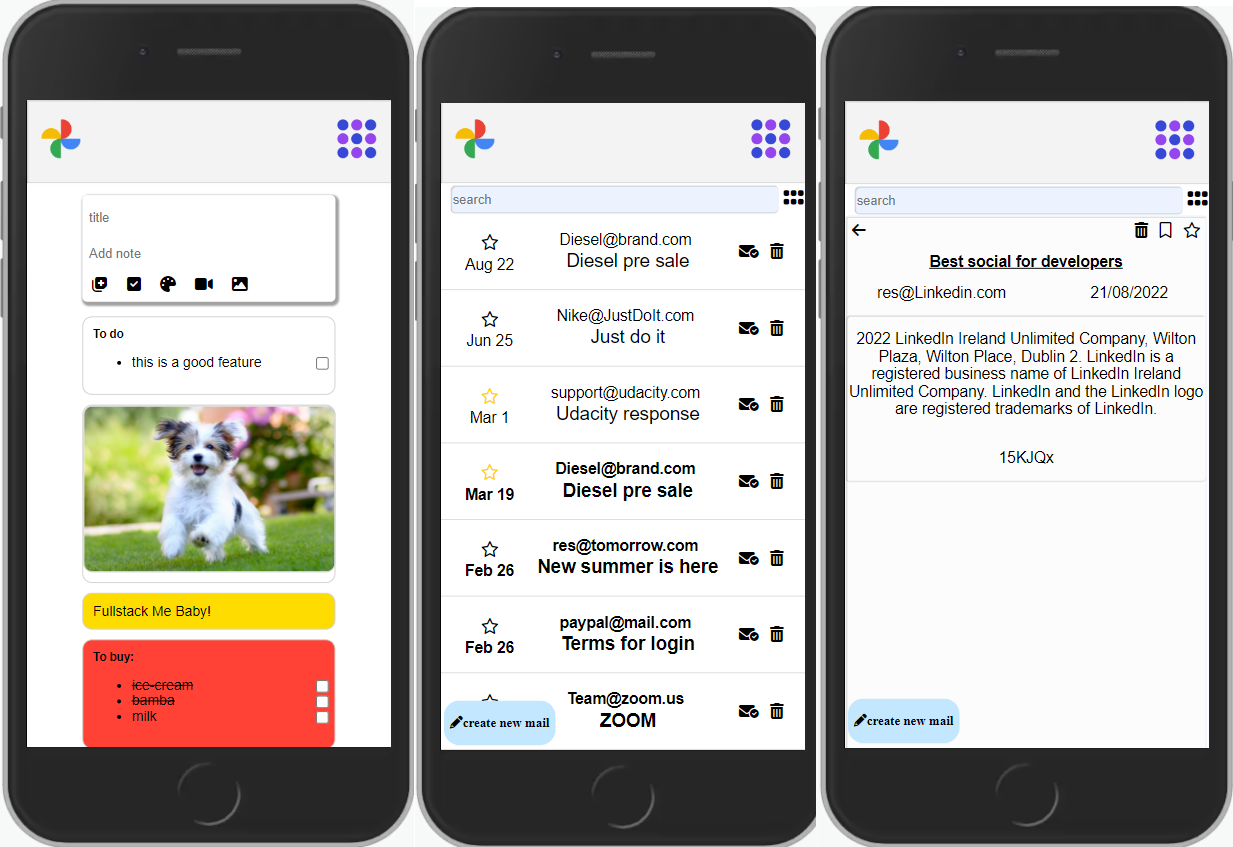 title
Add note
To do
this is a good feature
Fullstack Me Baby!
To buy:
ice-cream
bamba
milk
search
Diesel@brand.com
Aug 22
Diesel pre sale
Nike@JustDoIt.com
Jun 25
Just do it
support@udacity.com
Mar 1
Udacity response
Diesel@brand.com
Mar 19
Diesel pre sale
res@tomorrow.com
Feb 26
New summer is here
paypal@mail.com
Feb 26
Terms for login
Team@zoom.us
ZOOM
create new mail
search
Best social for developers
res@Linkedin.com
21/08/2022
2022 LinkedIn Ireland Unlimited Company, Wilton
Plaza, Wilton Place, Dublin 2. LinkedIn is a
registered business name of LinkedIn Ireland
Unlimited Company. LinkedIn and the LinkedIn logo
are registered trademarks of LinkedIn.
15KJQx
create new mail